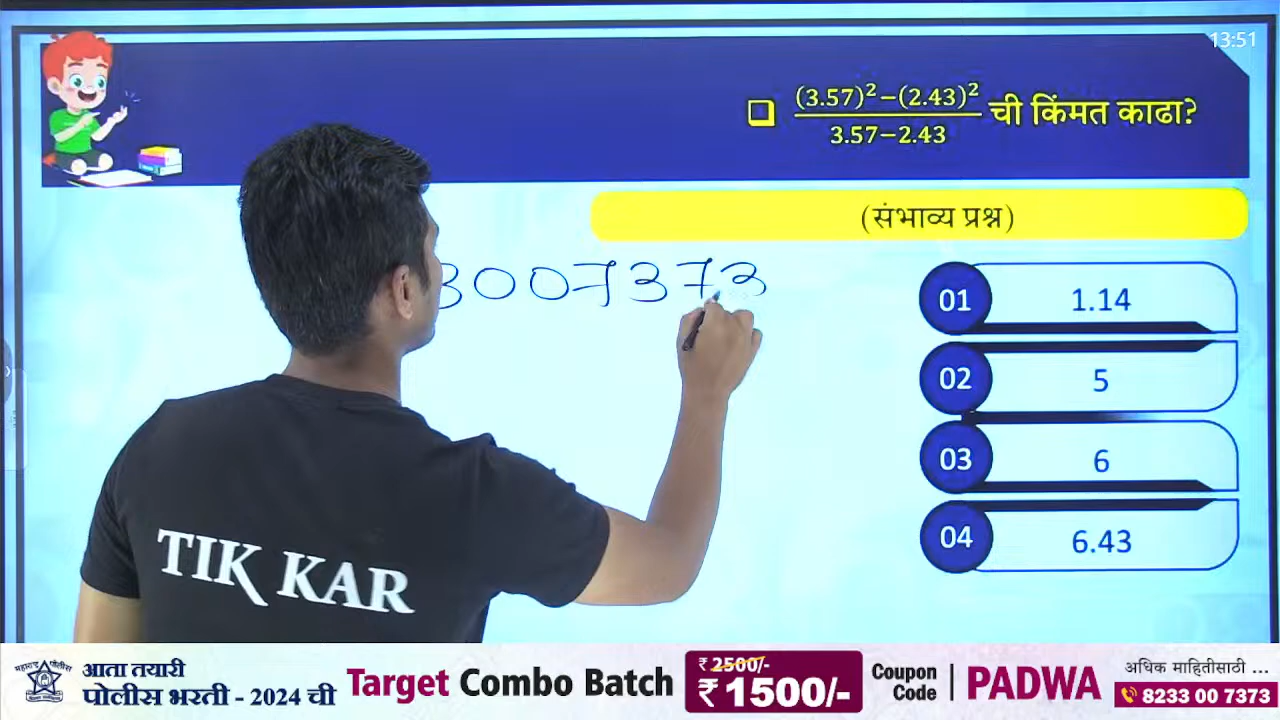 13:51
❑ (3.57)²−(2.43)² / 3.57−2.43 ची किंमत काढा?
(संभाव्य प्रश्न)
3007373
01 1.14
02 5
03 6
04 6.43
TIK KAR
महाराष्ट्र पोलीस
आता तयारी
पोलीस भरती - 2024 ची
Target Combo Batch
₹ 2500/-
₹ 1500/-
Coupon
Code
PADWA
अधिक माहितीसाठी ...
8233 00 7373